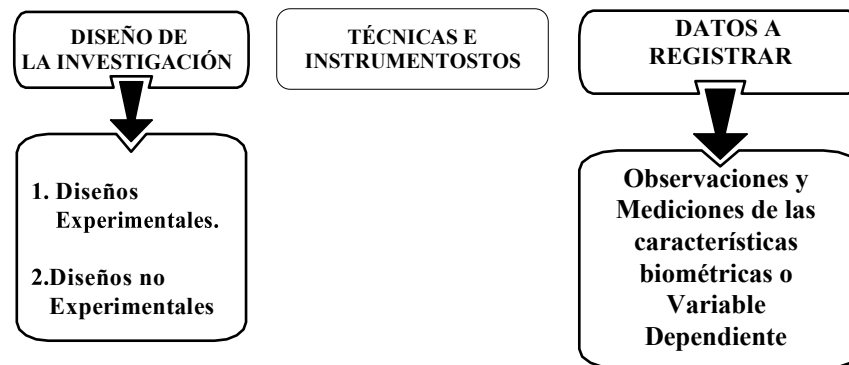 DISEÑO DE
LA INVESTIGACIÓN
TÉCNICAS E
INSTRUMENTOSTOS
DATOS A
REGISTRAR
1. Diseños
Experimentales.
2.Diseños no
Experimentales
Observaciones y
Mediciones de las
características
biométricas o
Variable
Dependiente